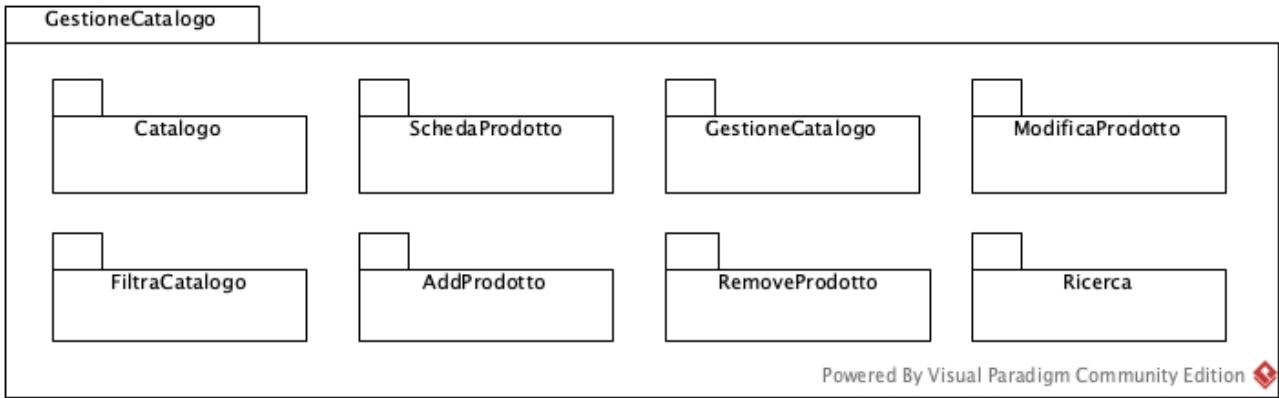 GestioneCatalogo
Catalogo
SchedaProdotto
GestioneCatalogo
ModificaProdotto
FiltraCatalogo
AddProdotto
RemoveProdotto
Ricerca
Powered By Visual Paradigm Community Edition